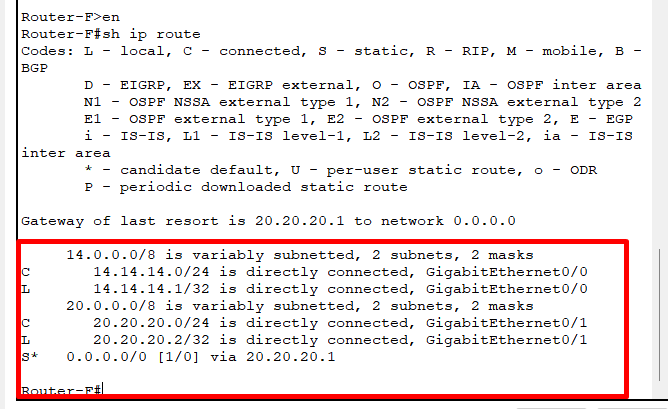 Router-F>en
Router-F#sh ip route
Codes: L - local, C - connected, S - static, R - RIP, M - mobile, B -
BGP
       D - EIGRP, EX - EIGRP external, O - OSPF, IA - OSPF inter area
       N1 - OSPF NSSA external type 1, N2 - OSPF NSSA external type 2
       E1 - OSPF external type 1, E2 - OSPF external type 2, E - EGP
       i - IS-IS, L1 - IS-IS level-1, L2 - IS-IS level-2, ia - IS-IS
inter area
       * - candidate default, U - per-user static route, o - ODR
       P - periodic downloaded static route
Gateway of last resort is 20.20.20.1 to network 0.0.0.0
     14.0.0.0/8 is variably subnetted, 2 subnets, 2 masks
C       14.14.14.0/24 is directly connected, GigabitEthernet0/0
L       14.14.14.1/32 is directly connected, GigabitEthernet0/0
     20.0.0.0/8 is variably subnetted, 2 subnets, 2 masks
C       20.20.20.0/24 is directly connected, GigabitEthernet0/1
L       20.20.20.2/32 is directly connected, GigabitEthernet0/1
S*   0.0.0.0/0 [1/0] via 20.20.20.1
Router-F#